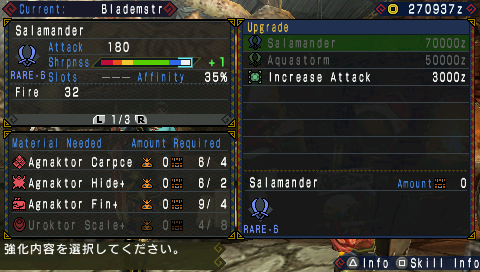 Current: Blademstr
270937z
Salamander
Attack 180
Shrpnss +1
RARE-6 Slots --- Affinity 35%
Fire 32
L 1/3 R
Material Needed Amount Required
Agnaktor Carpce 0 6/ 4
Agnaktor Hide+ 0 6/ 2
Agnaktor Fin+ 0 9/ 4
Uroktor Scale+ 0 4/ 8
Upgrade
Salamander 70000z
Aquastorm 50000z
Increase Attack 3000z
Salamander Amount 0
RARE-6
強化内容を選択してください。
Info Skill Info